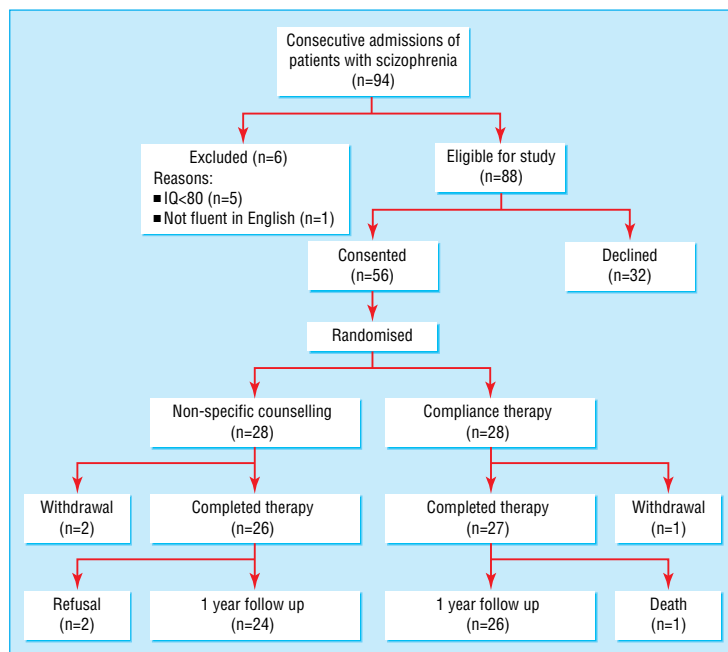 Consecutive admissions of
patients with scizophrenia
(n=94)
Excluded (n=6)
Reasons:
■ IQ<80 (n=5)
■ Not fluent in English (n=1)
Eligible for study
(n=88)
Consented
(n=56)
Declined
(n=32)
Randomised
Non-specific counselling
(n=28)
Compliance therapy
(n=28)
Withdrawal
(n=2)
Completed therapy
(n=26)
Completed therapy
(n=27)
Withdrawal
(n=1)
Refusal
(n=2)
1 year follow up
(n=24)
1 year follow up
(n=26)
Death
(n=1)